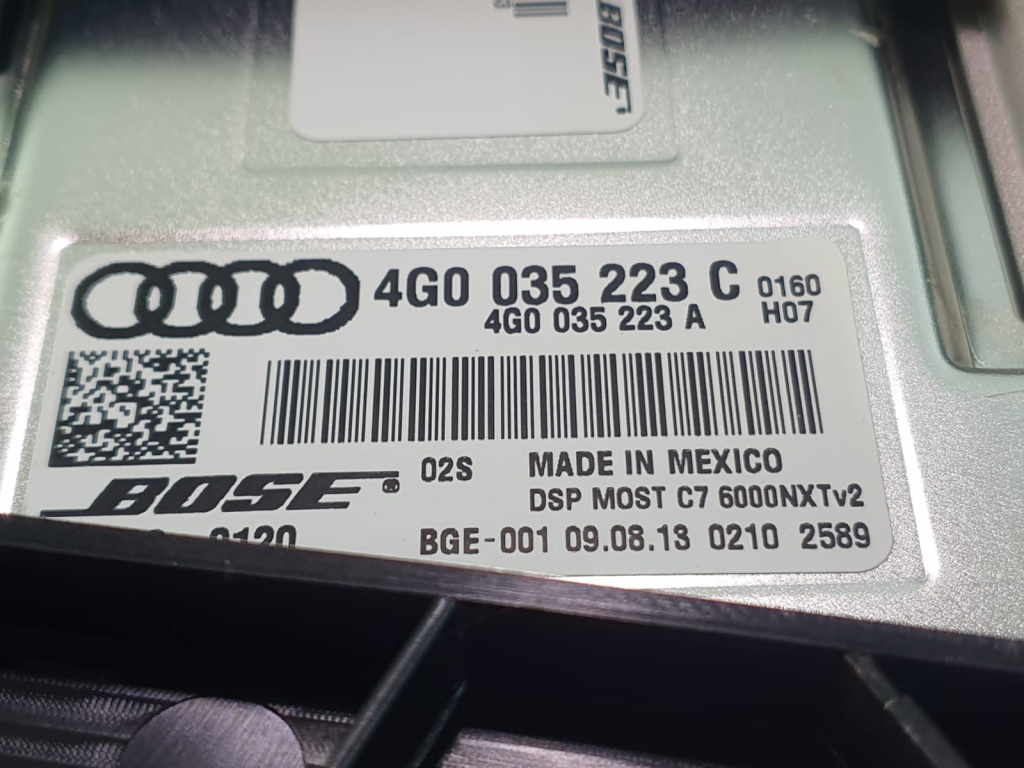 BOSE
4G0 035 223 C 0160
4G0 035 223 A H07
BOSE® 02S MADE IN MEXICO
DSP MOST C7 6000NXTv2
BGE-001 09.08.13 0210 2589